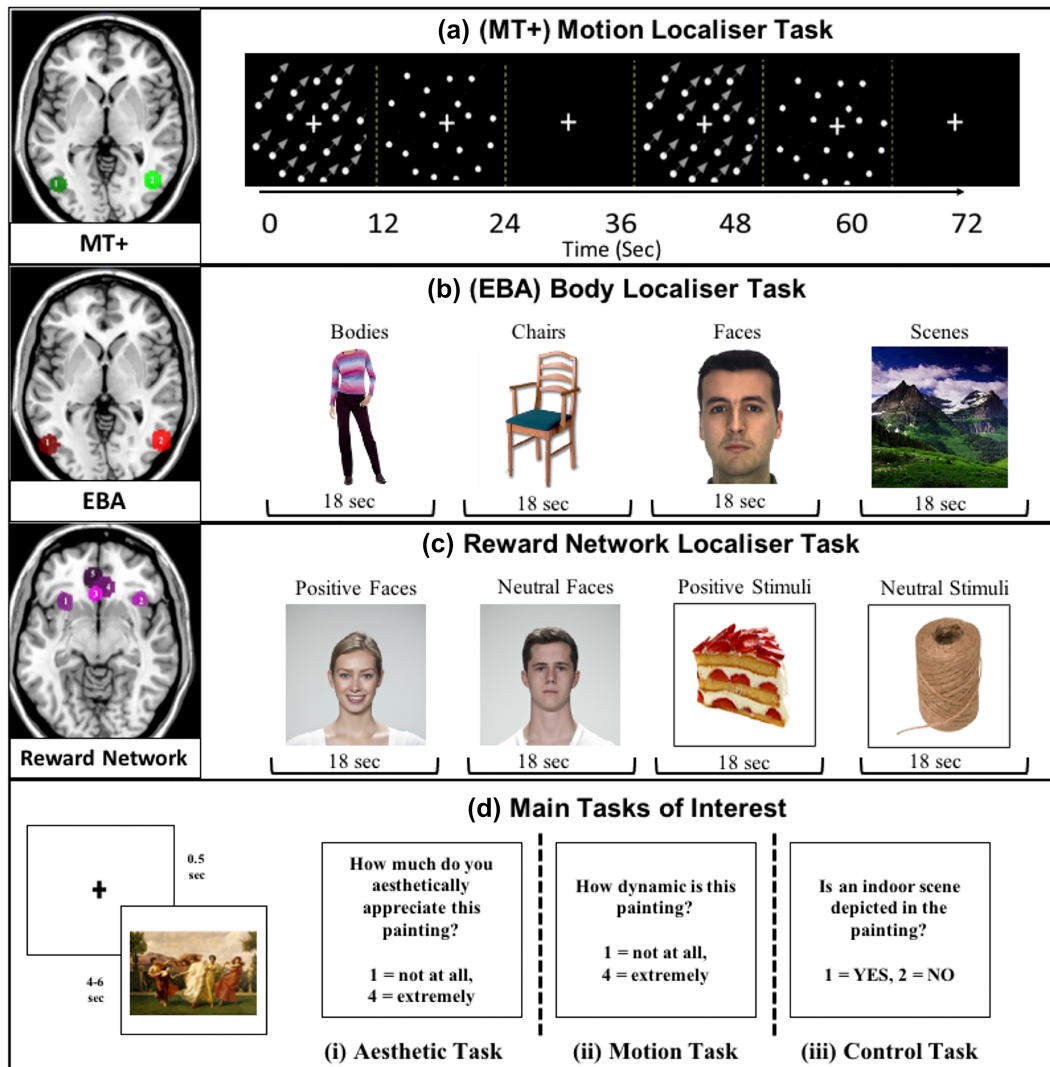 (a) (MT+) Motion Localiser Task
1
2
MT+
0 12 24 36 48 60 72
Time (Sec)
(b) (EBA) Body Localiser Task
Bodies Chairs Faces Scenes
1
2
EBA
18 sec 18 sec 18 sec 18 sec
(c) Reward Network Localiser Task
5
4
3
1
2
Reward Network
Positive Faces Neutral Faces Positive Stimuli Neutral Stimuli
18 sec 18 sec 18 sec 18 sec
(d) Main Tasks of Interest
0.5
sec
4-6
sec
How much do you
aesthetically
appreciate this
painting?
1 = not at all,
4 = extremely
(i) Aesthetic Task
How dynamic is this
painting?
1 = not at all,
4 = extremely
(ii) Motion Task
Is an indoor scene
depicted in the
painting?
1 = YES, 2 = NO
(iii) Control Task